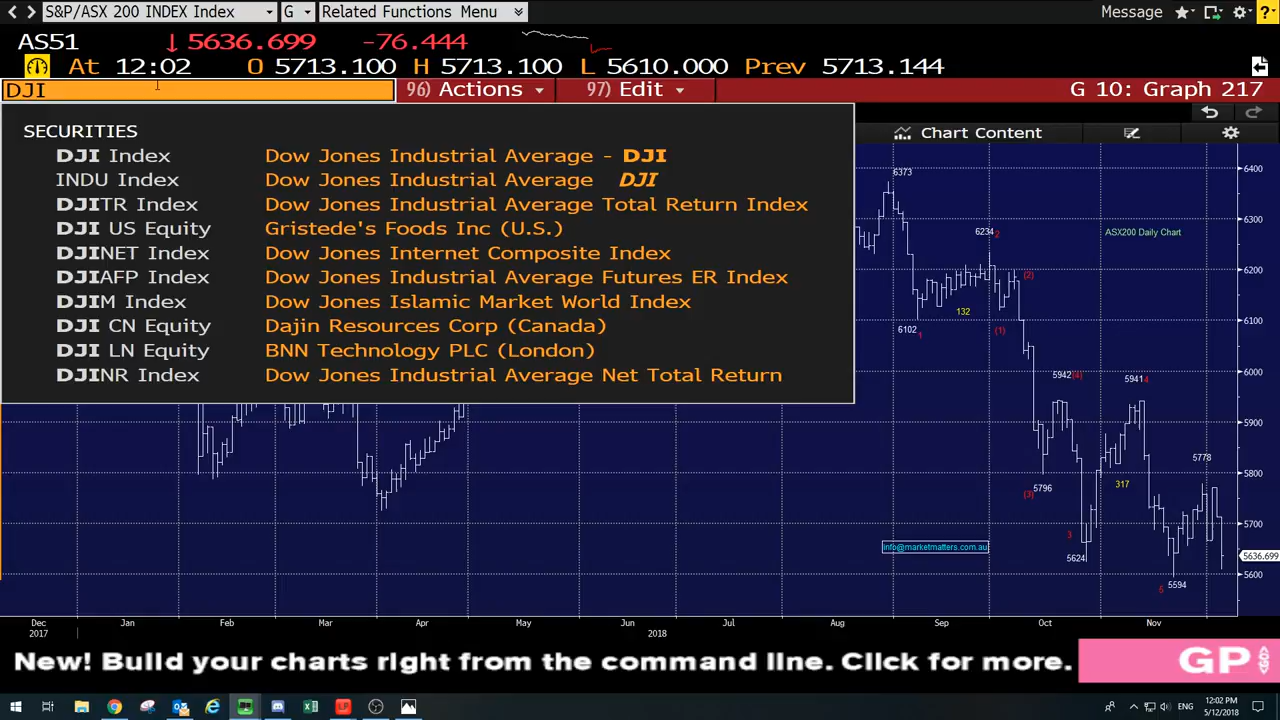 S&P/ASX 200 INDEX Index G Related Functions Menu Message
AS51 5636.699 -76.444
At 12:02 O 5713.100 H 5713.100 L 5610.000 Prev 5713.144
DJI 96) Actions 97) Edit G 10: Graph 217
Chart Content
SECURITIES
DJI Index Dow Jones Industrial Average - DJI
INDU Index Dow Jones Industrial Average DJI
DJITR Index Dow Jones Industrial Average Total Return Index
DJI US Equity Gristede's Foods Inc (U.S.)
DJINET Index Dow Jones Internet Composite Index
DJIAFP Index Dow Jones Industrial Average Futures ER Index
DJIM Index Dow Jones Islamic Market World Index
DJI CN Equity Dajin Resources Corp (Canada)
DJI LN Equity BNN Technology PLC (London)
DJINR Index Dow Jones Industrial Average Net Total Return
6373
6234 2
ASX200 Daily Chart
(2)
132
6102 1
(1)
5942 (4)
5941 4
5778
317
(3) 5796
3
info@marketmatters.com.au
5624
5594
5
6400
6300
6200
6100
6000
5900
5800
5700
5636.699
5600
Dec Jan Feb Mar Apr May Jun Jul Aug Sep Oct Nov
2017 2018
New! Build your charts right from the command line. Click for more.
GP
ENG
12:02 PM
5/12/2018